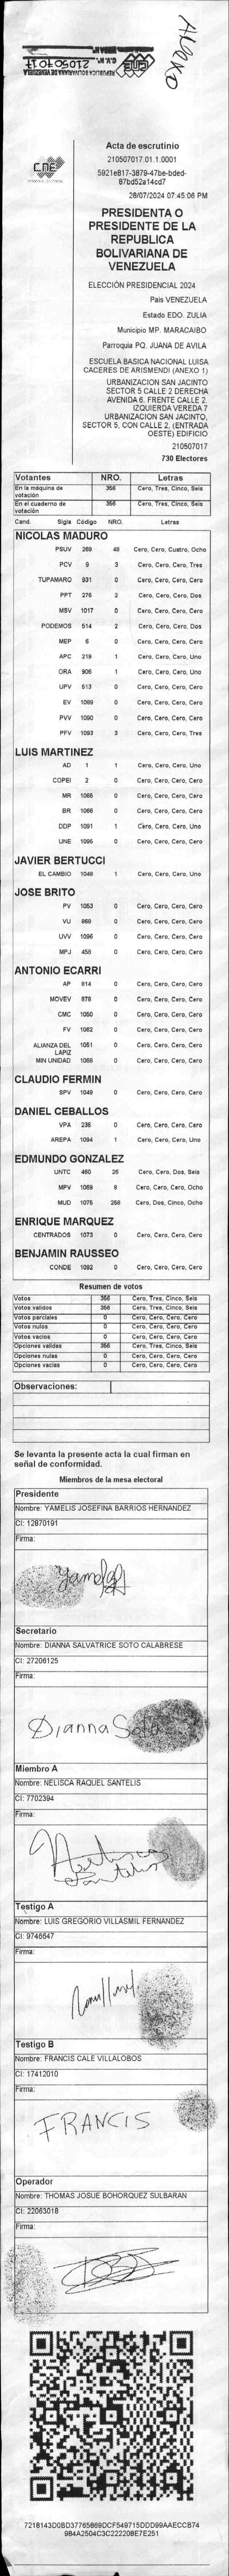 ALONSO
210507017
REPÚBLICA BOLIVARIANA DE VENEZUELA
CNE
Acta de escrutinio
210507017.01.1.0001
5921e817-3879-47be-bded-
87bd52a14cd7
28/07/2024 07:45:06 PM
PRESIDENTA O
PRESIDENTE DE LA
REPUBLICA
BOLIVARIANA DE
VENEZUELA
ELECCIÓN PRESIDENCIAL 2024
País VENEZUELA
Estado EDO. ZULIA
Municipio MP. MARACAIBO
Parroquia PQ. JUANA DE AVILA
ESCUELA BASICA NACIONAL LUISA
CACERES DE ARISMENDI (ANEXO 1)
URBANIZACION SAN JACINTO
SECTOR 5 CALLE 2 DERECHA
AVENIDA 6. FRENTE CALLE 2.
IZQUIERDA VEREDA 7
URBANIZACION SAN JACINTO,
SECTOR 5, CON CALLE 2, (ENTRADA
OESTE) EDIFICIO
210507017
730 Electores
Votantes NRO. Letras
En la máquina de votación 356 Cero, Tres, Cinco, Seis
En el cuaderno de votación 356 Cero, Tres, Cinco, Seis
Cand. Sigla Código NRO. Letras
NICOLAS MADURO
PSUV 269 48 Cero, Cero, Cuatro, Ocho
PCV 9 3 Cero, Cero, Cero, Tres
TUPAMARO 931 0 Cero, Cero, Cero, Cero
PPT 276 2 Cero, Cero, Cero, Dos
MSV 1017 0 Cero, Cero, Cero, Cero
PODEMOS 514 2 Cero, Cero, Cero, Dos
MEP 6 0 Cero, Cero, Cero, Cero
APC 219 1 Cero, Cero, Cero, Uno
ORA 906 1 Cero, Cero, Cero, Uno
UPV 513 0 Cero, Cero, Cero, Cero
EV 1099 0 Cero, Cero, Cero, Cero
PVV 1090 0 Cero, Cero, Cero, Cero
PFV 1093 3 Cero, Cero, Cero, Tres
LUIS MARTINEZ
AD 1 1 Cero, Cero, Cero, Uno
COPEI 2 0 Cero, Cero, Cero, Cero
MR 1065 0 Cero, Cero, Cero, Cero
BR 1066 0 Cero, Cero, Cero, Cero
DDP 1091 1 Cero, Cero, Cero, Uno
UNE 1095 0 Cero, Cero, Cero, Cero
JAVIER BERTUCCI
EL CAMBIO 1048 1 Cero, Cero, Cero, Uno
JOSE BRITO
PV 1053 0 Cero, Cero, Cero, Cero
VU 868 0 Cero, Cero, Cero, Cero
UVV 1096 0 Cero, Cero, Cero, Cero
MPJ 458 0 Cero, Cero, Cero, Cero
ANTONIO ECARRI
AP 914 0 Cero, Cero, Cero, Cero
MOVEV 878 0 Cero, Cero, Cero, Cero
CMC 1050 0 Cero, Cero, Cero, Cero
FV 1062 0 Cero, Cero, Cero, Cero
ALIANZA DEL LAPIZ 1051 0 Cero, Cero, Cero, Cero
MIN UNIDAD 1068 0 Cero, Cero, Cero, Cero
CLAUDIO FERMIN
SPV 1049 0 Cero, Cero, Cero, Cero
DANIEL CEBALLOS
VPA 236 0 Cero, Cero, Cero, Cero
AREPA 1094 1 Cero, Cero, Cero, Uno
EDMUNDO GONZALEZ
UNTC 460 26 Cero, Cero, Dos, Seis
MPV 1069 8 Cero, Cero, Cero, Ocho
MUD 1075 258 Cero, Dos, Cinco, Ocho
ENRIQUE MARQUEZ
CENTRADOS 1073 0 Cero, Cero, Cero, Cero
BENJAMIN RAUSSEO
CONDE 1092 0 Cero, Cero, Cero, Cero
Resumen de votos
Votos 356 Cero, Tres, Cinco, Seis
Votos validos 356 Cero, Tres, Cinco, Seis
Votos parciales 0 Cero, Cero, Cero, Cero
Votos nulos 0 Cero, Cero, Cero, Cero
Votos vacios 0 Cero, Cero, Cero, Cero
Opciones validas 356 Cero, Tres, Cinco, Seis
Opciones nulas 0 Cero, Cero, Cero, Cero
Opciones vacias 0 Cero, Cero, Cero, Cero
Observaciones:
Se levanta la presente acta la cual firman en
señal de conformidad.
Miembros de la mesa electoral
Presidente
Nombre: YAMELIS JOSEFINA BARRIOS HERNANDEZ
CI: 12870191
Firma:
Secretario
Nombre: DIANNA SALVATRICE SOTO CALABRESE
CI: 27206125
Firma:
Dianna Soto
Miembro A
Nombre: NELISCA RAQUEL SANTELIS
CI: 7702394
Firma:
Nelisca
Santelis
Testigo A
Nombre: LUIS GREGORIO VILLASMIL FERNANDEZ
CI: 9746647
Firma:
Testigo B
Nombre: FRANCIS CALE VILLALOBOS
CI: 17412010
Firma:
FRANCIS
Operador
Nombre: THOMAS JOSUE BOHORQUEZ SULBARAN
CI: 22063018
Firma:
7218143D0BD37765869DCF549715DDD99AAECCB74
984A2504C3C222208E7E251